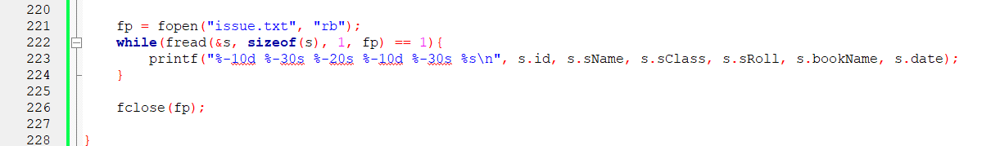 220
221 fp = fopen("issue.txt", "rb");
222 while(fread(&s, sizeof(s), 1, fp) == 1){
223 printf("%-10d %-30s %-20s %-10d %-30s %s\n", s.id, s.sName, s.sClass, s.sRoll, s.bookName, s.date);
224 }
225
226 fclose(fp);
227
228 }